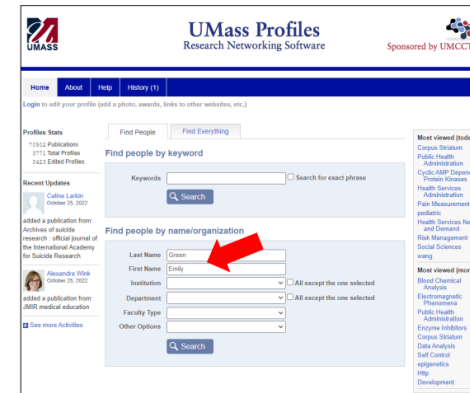 UMASS
UMass Profiles
Research Networking Software
Sponsored by UMCCT
Home About Help History (1)
Login to edit your profile (add a photo, awards, links to other websites, etc.)
Profiles Stats
Publications
Total Profiles
Edited Profiles
Recent Updates
Celine Larkin
October 25, 2022
added a publication from:
Archives of suicide
research : official journal of
the International Academy
for Suicide Research
Alexandra Wink
October 25, 2022
added a publication from:
JMIR medical education
See more Activities
Find People Find Everything
Find people by keyword
Keywords Search for exact phrase
Search
Find people by name/organization
Last Name Green
First Name Emily
Institution All except the one selected
Department All except the one selected
Faculty Type
Other Options
Search
Most viewed (toda
Corpus Striatum
Public Health
Administration
Cyclic AMP Depend
Protein Kinases
Health Services
Administration
Pain Measurement
pediatric
Health Services Ne
and Demand
Risk Management
Social Sciences
wang
Most viewed (mon
Blood Chemical
Analysis
Electromagnetic
Phenomena
Public Health
Administration
Enzyme Inhibitors
Corpus Striatum
Data Analysis
Self Control
epigenetics
Http
Development